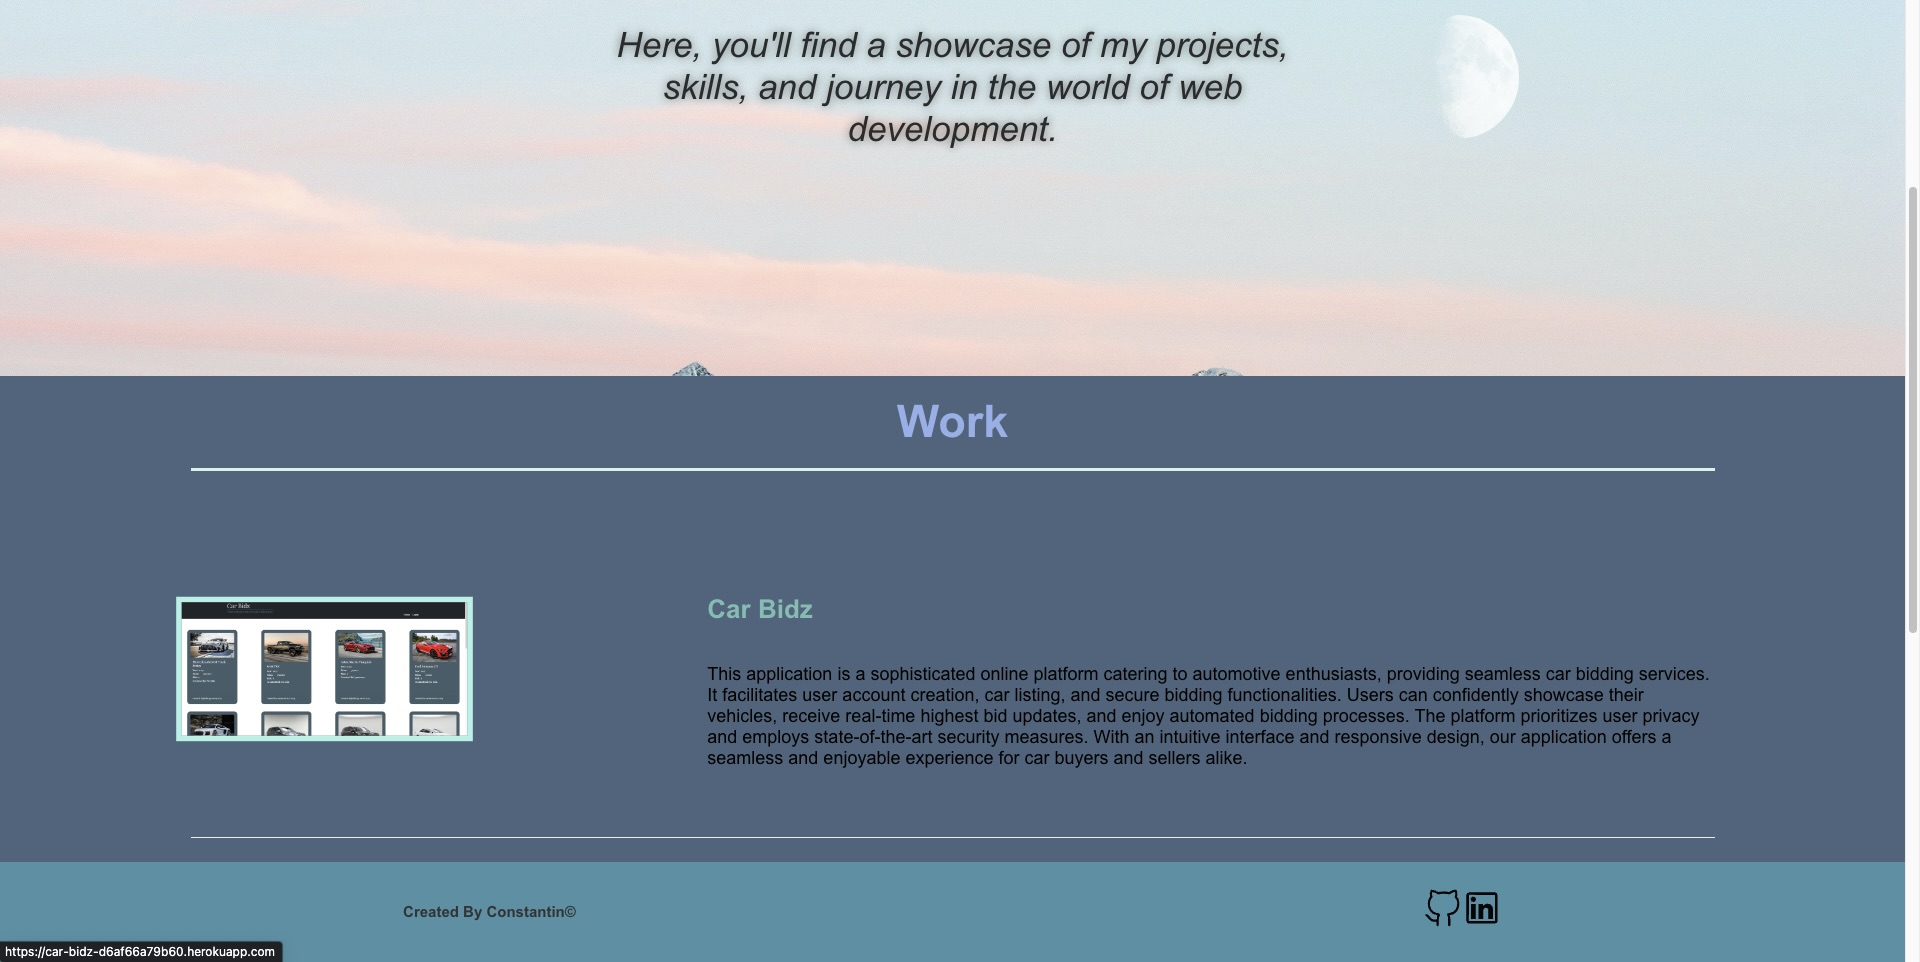 Here, you'll find a showcase of my projects,
skills, and journey in the world of web
development.
Work
Car Bidz
Car Bidz
This application is a sophisticated online platform catering to automotive enthusiasts, providing seamless car bidding services.
It facilitates user account creation, car listing, and secure bidding functionalities. Users can confidently showcase their
vehicles, receive real-time highest bid updates, and enjoy automated bidding processes. The platform prioritizes user privacy
and employs state-of-the-art security measures. With an intuitive interface and responsive design, our application offers a
seamless and enjoyable experience for car buyers and sellers alike.
Created By Constantin©
in
https://car-bidz-d6af66a79b60.herokuapp.com